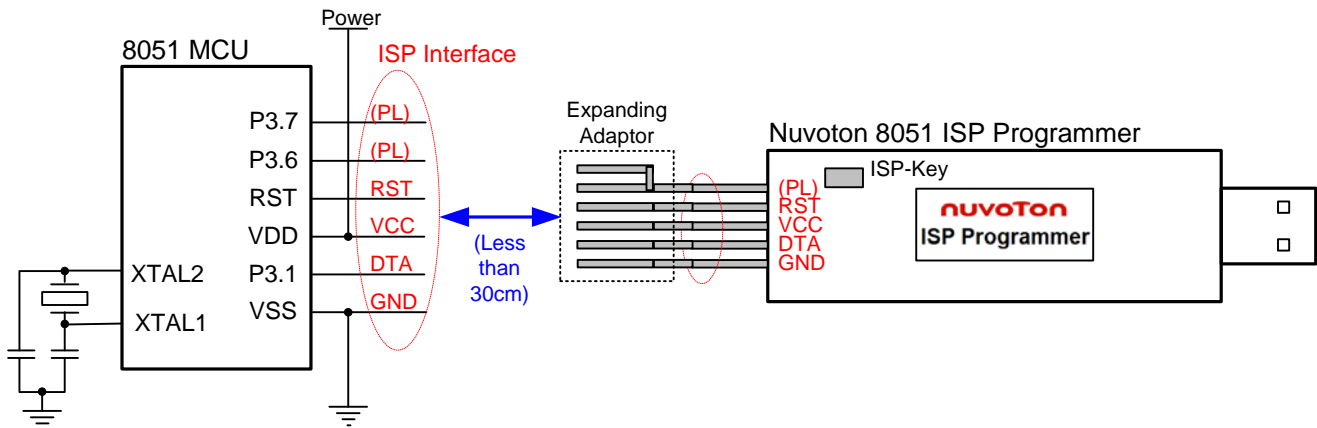 Power
8051 MCU
ISP Interface
P3.7
(PL)
P3.6
(PL)
RST
RST
VDD
VCC
P3.1
DTA
VSS
GND
XTAL2
XTAL1
(Less
than
30cm)
Expanding
Adaptor
Nuvoton 8051 ISP Programmer
ISP-Key
(PL)
RST
VCC
DTA
GND
nuvoTon
ISP Programmer